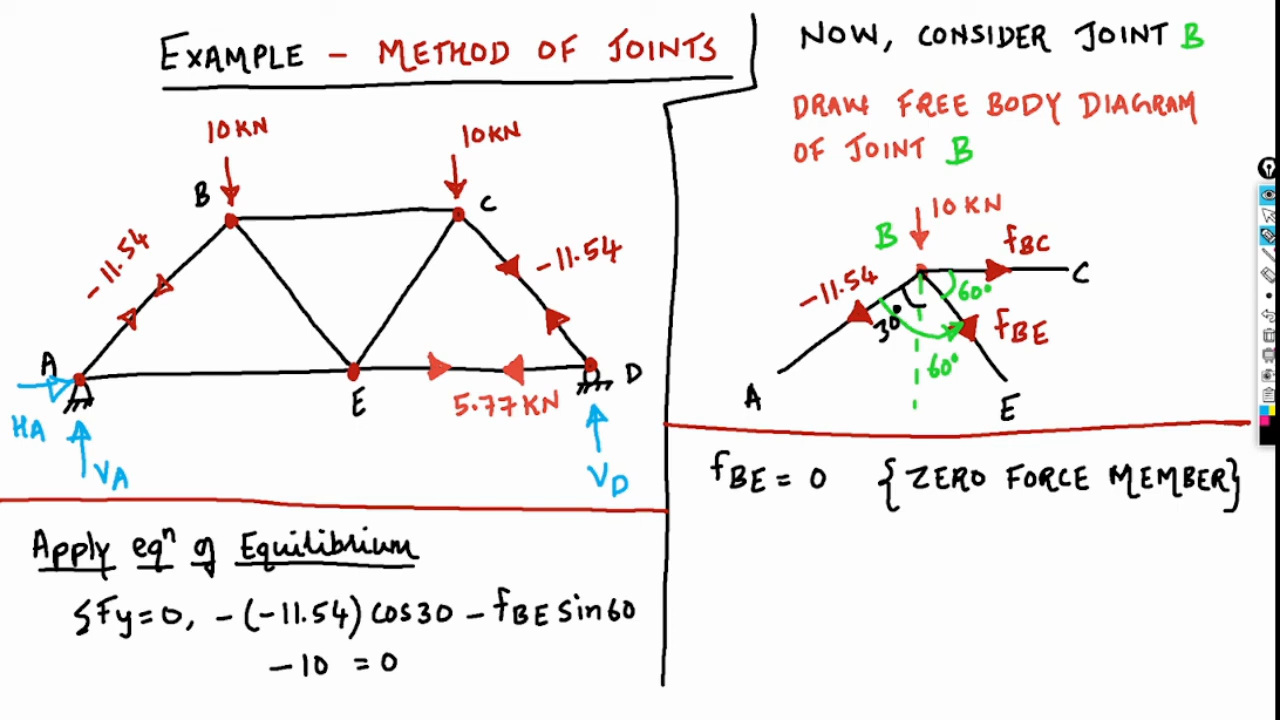 EXAMPLE - METHOD OF JOINTS
10KN
10KN
B
C
-11.54
-11.54
A
D
E
5.77KN
HA
VA
VD
Apply eqⁿ of Equilibrium
ΣFy=0, -(-11.54) cos30 - fBE sin60
-10 = 0
NOW, CONSIDER JOINT B
DRAW FREE BODY DIAGRAM
OF JOINT B
10KN
B
fBC
C
-11.54
60°
30°
fBE
60°
A
E
fBE = 0 {ZERO FORCE MEMBER}